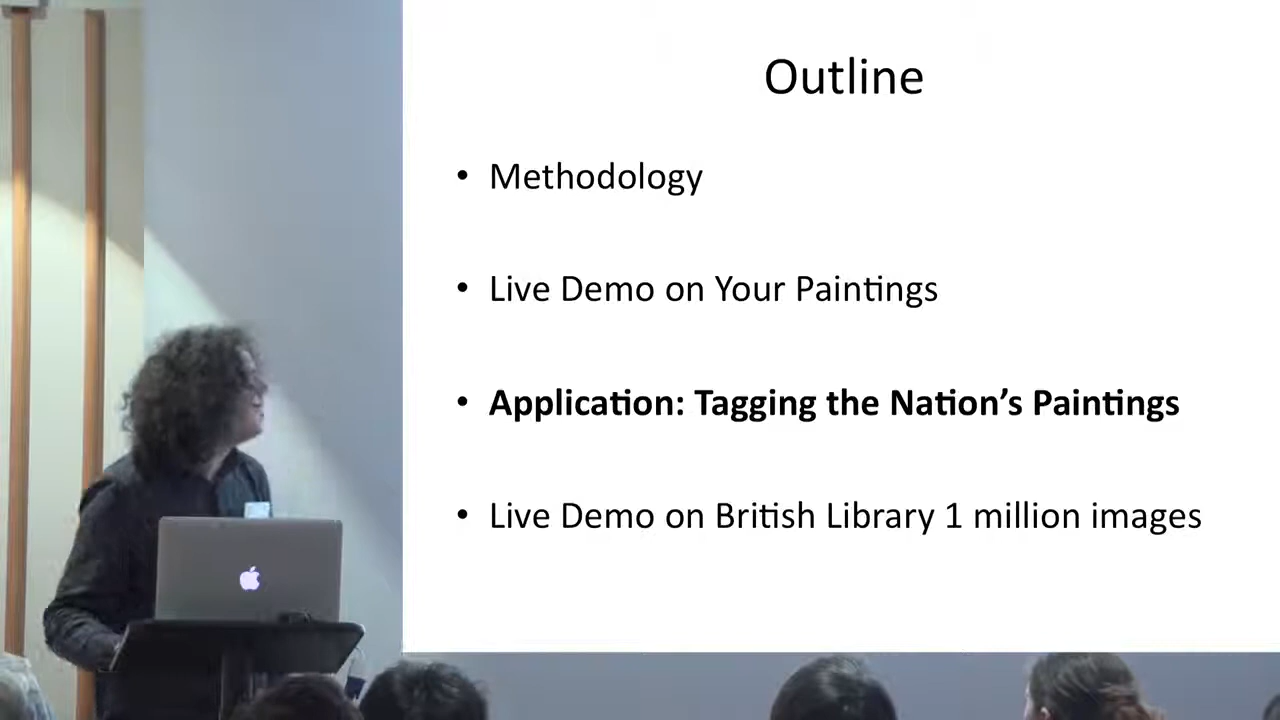 Outline
• Methodology
• Live Demo on Your Paintings
• Application: Tagging the Nation’s Paintings
• Live Demo on British Library 1 million images